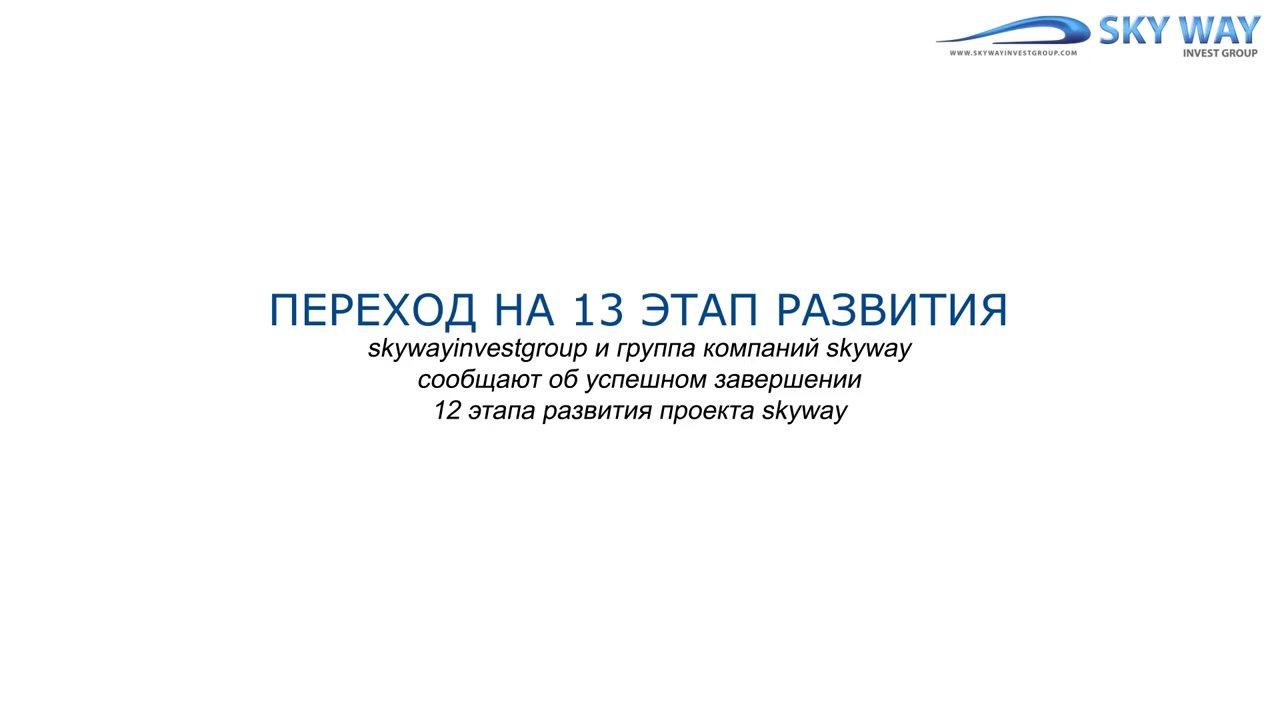 SKY WAY
WWW.SKYWAYINVESTGROUP.COM
INVEST GROUP
ПЕРЕХОД НА 13 ЭТАП РАЗВИТИЯ
skywayinvestgroup и группа компаний skyway
сообщают об успешном завершении
12 этапа развития проекта skyway